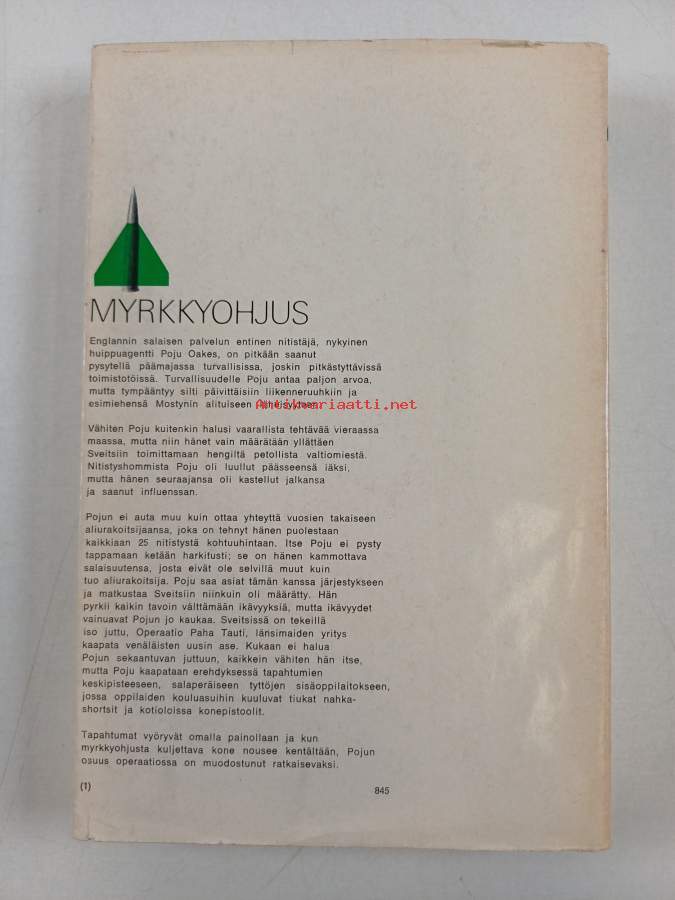 MYRKKYOHJUS
Englannin salaisen palvelun entinen nitistäjä, nykyinen
huippuagentti Poju Oakes, on pitkään saanut
pysytellä päämajassa turvallisissa, joskin pitkästyttävissä
toimistotöissä. Turvallisuudelle Poju antaa paljon arvoa,
mutta tympääntyy silti päivittäisiin liikenneruuhkiin ja
esimiehensä Mostynin alituiseen
Antikvariaatti.net
Vähiten Poju kuitenkin halusi vaarallista tehtävää vieraassa
maassa, mutta niin hänet vain määrätään yllättäen
Sveitsiin toimittamaan hengiltä petollista valtiomiestä.
Nitistyshommista Poju oli luullut päässeensä iäksi,
mutta hänen seuraajansa oli kastellut jalkansa
ja saanut influenssan.
Pojun ei auta muu kuin ottaa yhteyttä vuosien takaiseen
aliurakoitsijaansa, joka on tehnyt hänen puolestaan
kaikkiaan 25 nitistystä kohtuuhintaan. Itse Poju ei pysty
tappamaan ketään harkitusti; se on hänen kammottava
salaisuutensa, josta eivät ole selvillä muut kuin
tuo aliurakoitsija. Poju saa asiat tämän kanssa järjestykseen
ja matkustaa Sveitsiin niinkuin oli määrätty. Hän
pyrkii kaikin tavoin välttämään ikävyyksiä, mutta ikävyydet
vainuavat Pojun jo kaukaa. Sveitsissä on tekeillä
iso juttu, Operaatio Paha Tauti, länsimaiden yritys
kaapata venäläisten uusin ase. Kukaan ei halua
Pojun sekaantuvan juttuun, kaikkein vähiten hän itse,
mutta Poju kaapataan erehdyksessä tapahtumien
keskipisteeseen, salaperäiseen tyttöjen sisäoppilaitokseen,
jossa oppilaiden kouluasuihin kuuluvat tiukat nahka-
shortsit ja kotioloissa konepistoolit.
Tapahtumat vyöryvät omalla painollaan ja kun
myrkkyohjusta kuljettava kone nousee kentältään, Pojun
osuus operaatiossa on muodostunut ratkaisevaksi.
(1) 845